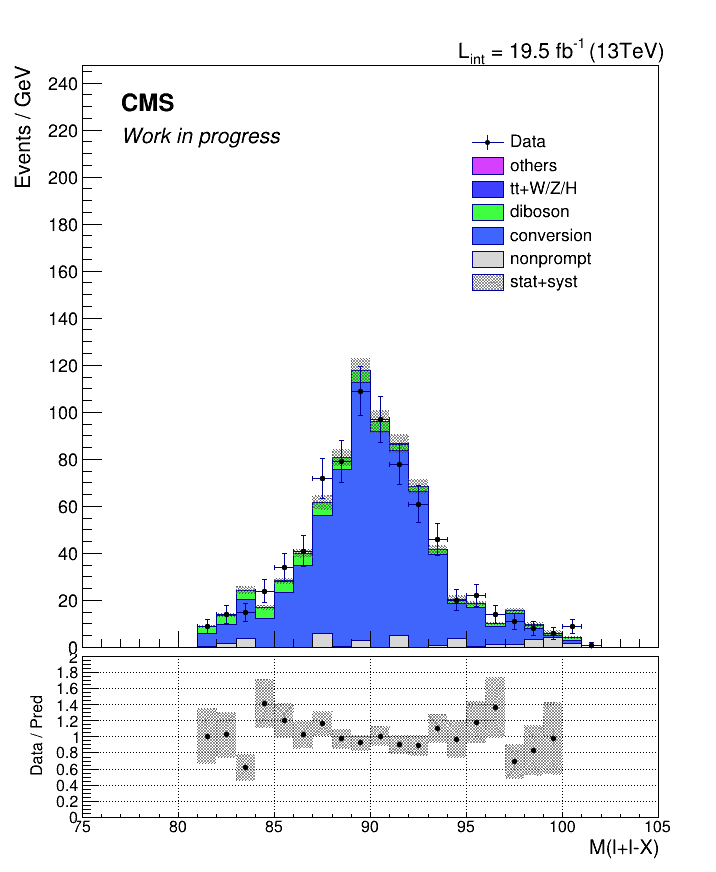 L_int = 19.5 fb^-1 (13TeV)
Events / GeV
CMS
Work in progress
Data
others
tt+W/Z/H
diboson
conversion
nonprompt
stat+syst
240
220
200
180
160
140
120
100
80
60
40
20
0
Data / Pred
2
1.8
1.6
1.4
1.2
1
0.8
0.6
0.4
0.2
0
75 80 85 90 95 100 105
M(l+l-X)